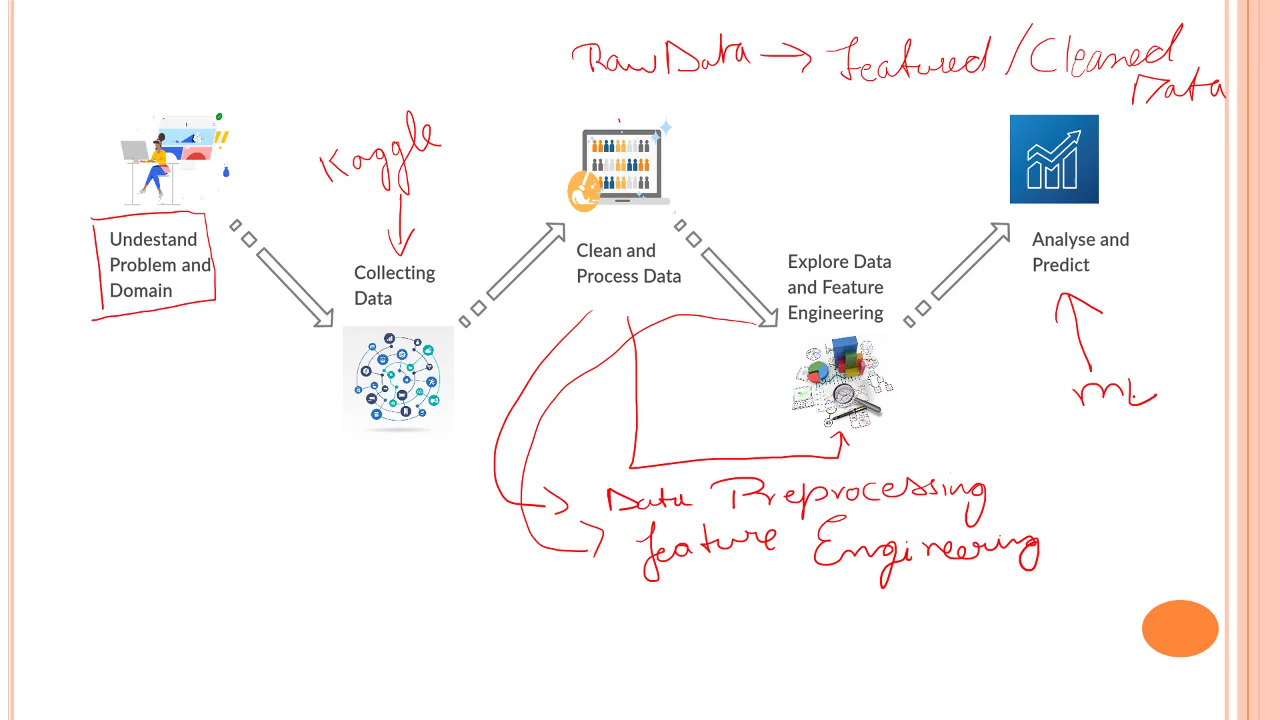 Raw Data → Featured / Cleaned
Data
Kaggle
Undestand
Problem and
Domain
Collecting
Data
Clean and
Process Data
Explore Data
and Feature
Engineering
Analyse and
Predict
ML
Data Preprocessing
Feature Engineering